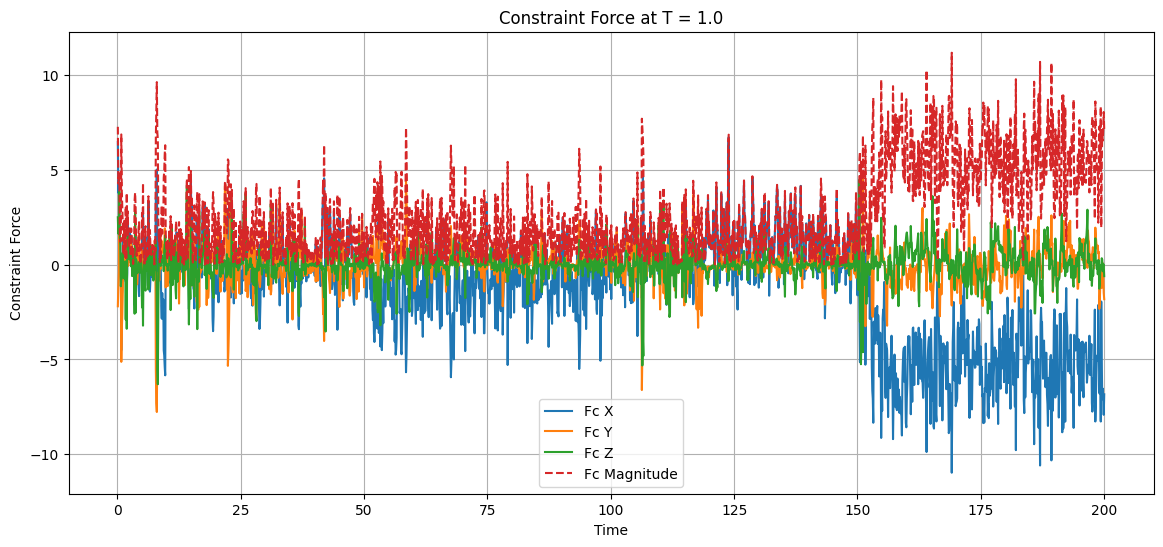 Constraint Force at T = 1.0
Constraint Force
10
5
0
−5
−10
Fc X
Fc Y
Fc Z
Fc Magnitude
0
25
50
75
100
125
150
175
200
Time